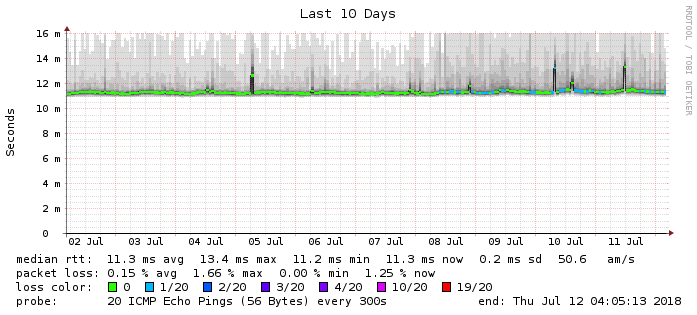 Last 10 Days
RRDTOOL / TOBI OETIKER
Seconds
16 m
14 m
12 m
10 m
8 m
6 m
4 m
2 m
0
02 Jul 03 Jul 04 Jul 05 Jul 06 Jul 07 Jul 08 Jul 09 Jul 10 Jul 11 Jul
median rtt: 11.3 ms avg 13.4 ms max 11.2 ms min 11.3 ms now 0.2 ms sd 50.6 am/s
packet loss: 0.15 % avg 1.66 % max 0.00 % min 1.25 % now
loss color: 0 1/20 2/20 3/20 4/20 10/20 19/20
probe: 20 ICMP Echo Pings (56 Bytes) every 300s end: Thu Jul 12 04:05:13 2018